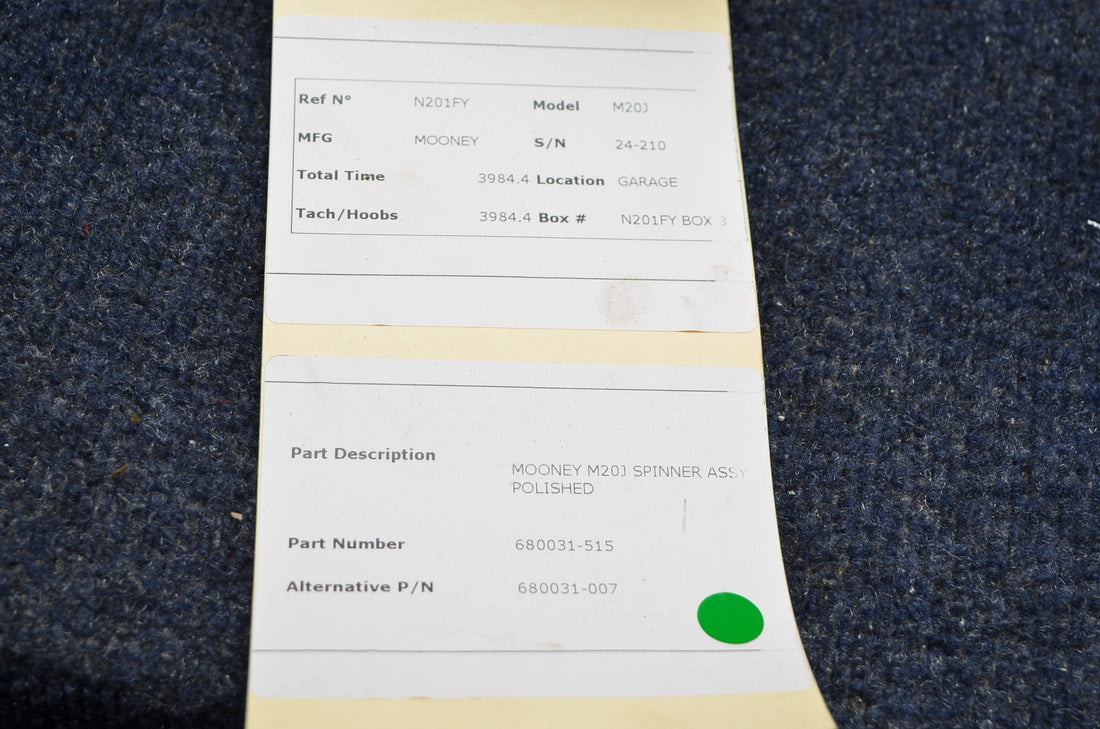 Ref N° N201FY Model M20J
MFG MOONEY S/N 24-210
Total Time 3984.4 Location GARAGE
Tach/Hoobs 3984.4 Box # N201FY BOX 3
Part Description
MOONEY M20J SPINNER ASSY
POLISHED
Part Number 680031-515
Alternative P/N 680031-007